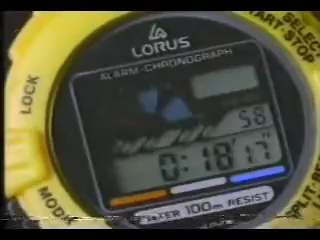 LORUS
ALARM-CHRONOGRAPH
LOCK
SELECT
START-STOP
58
0:18'17"
MODE
WATER 100m RESIST